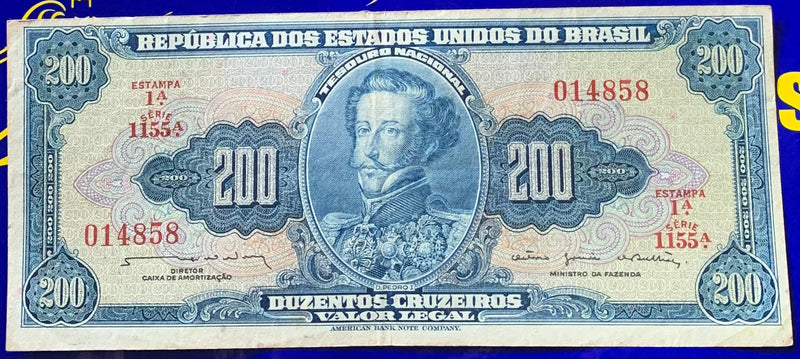 REPÚBLICA DOS ESTADOS UNIDOS DO BRASIL
200
200
TESOURO NACIONAL
ESTAMPA
1ª
SÉRIE
1155ª
014858
200
200
200
200
014858
ESTAMPA
1ª
SÉRIE
1155ª
DIRETOR
CAIXA DE AMORTIZAÇÃO
MINISTRO DA FAZENDA
D. PEDRO I
200
DUZENTOS CRUZEIROS
200
VALOR LEGAL
AMERICAN BANK NOTE COMPANY.
S